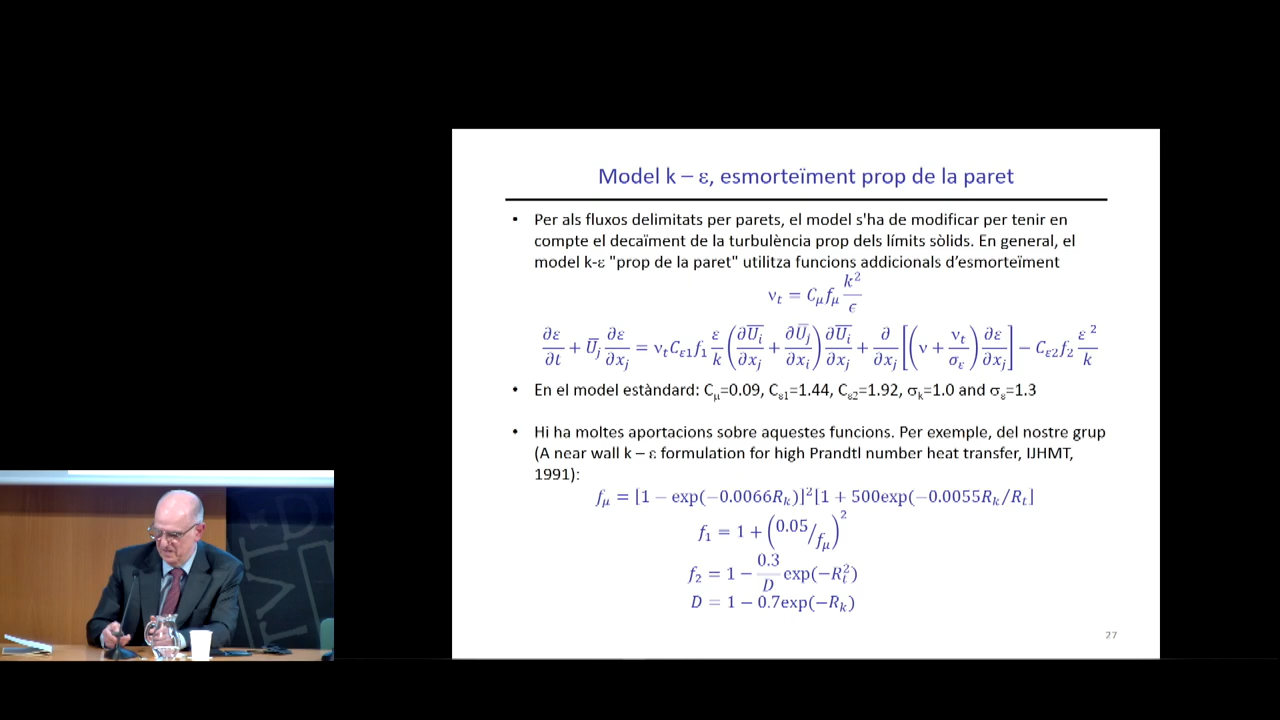 Model k – ε, esmorteïment prop de la paret
• Per als fluxos delimitats per parets, el model s'ha de modificar per tenir en
compte el decaïment de la turbulència prop dels límits sòlids. En general, el
model k-ε "prop de la paret" utilitza funcions addicionals d’esmorteïment
ν_t = C_μ f_μ k²/ϵ
∂ε/∂t + U̅_j ∂ε/∂x_j = ν_t C_ε1 f_1 ε/k (∂U̅_i/∂x_j + ∂U̅_j/∂x_i) ∂U̅_i/∂x_j + ∂/∂x_j [(ν + ν_t/σ_ε) ∂ε/∂x_j] − C_ε2 f_2 ε²/k
• En el model estàndard: C_μ=0.09, C_ε1=1.44, C_ε2=1.92, σ_k=1.0 and σ_ε=1.3
• Hi ha moltes aportacions sobre aquestes funcions. Per exemple, del nostre grup
(A near wall k – ε formulation for high Prandtl number heat transfer, IJHMT,
1991):
f_μ = [1 − exp(−0.0066R_k)]²[1 + 500exp(−0.0055R_k/R_t]
f_1 = 1 + (0.05/f_μ)²
f_2 = 1 − 0.3/D exp(−R_t²)
D = 1 − 0.7exp(−R_k)
27